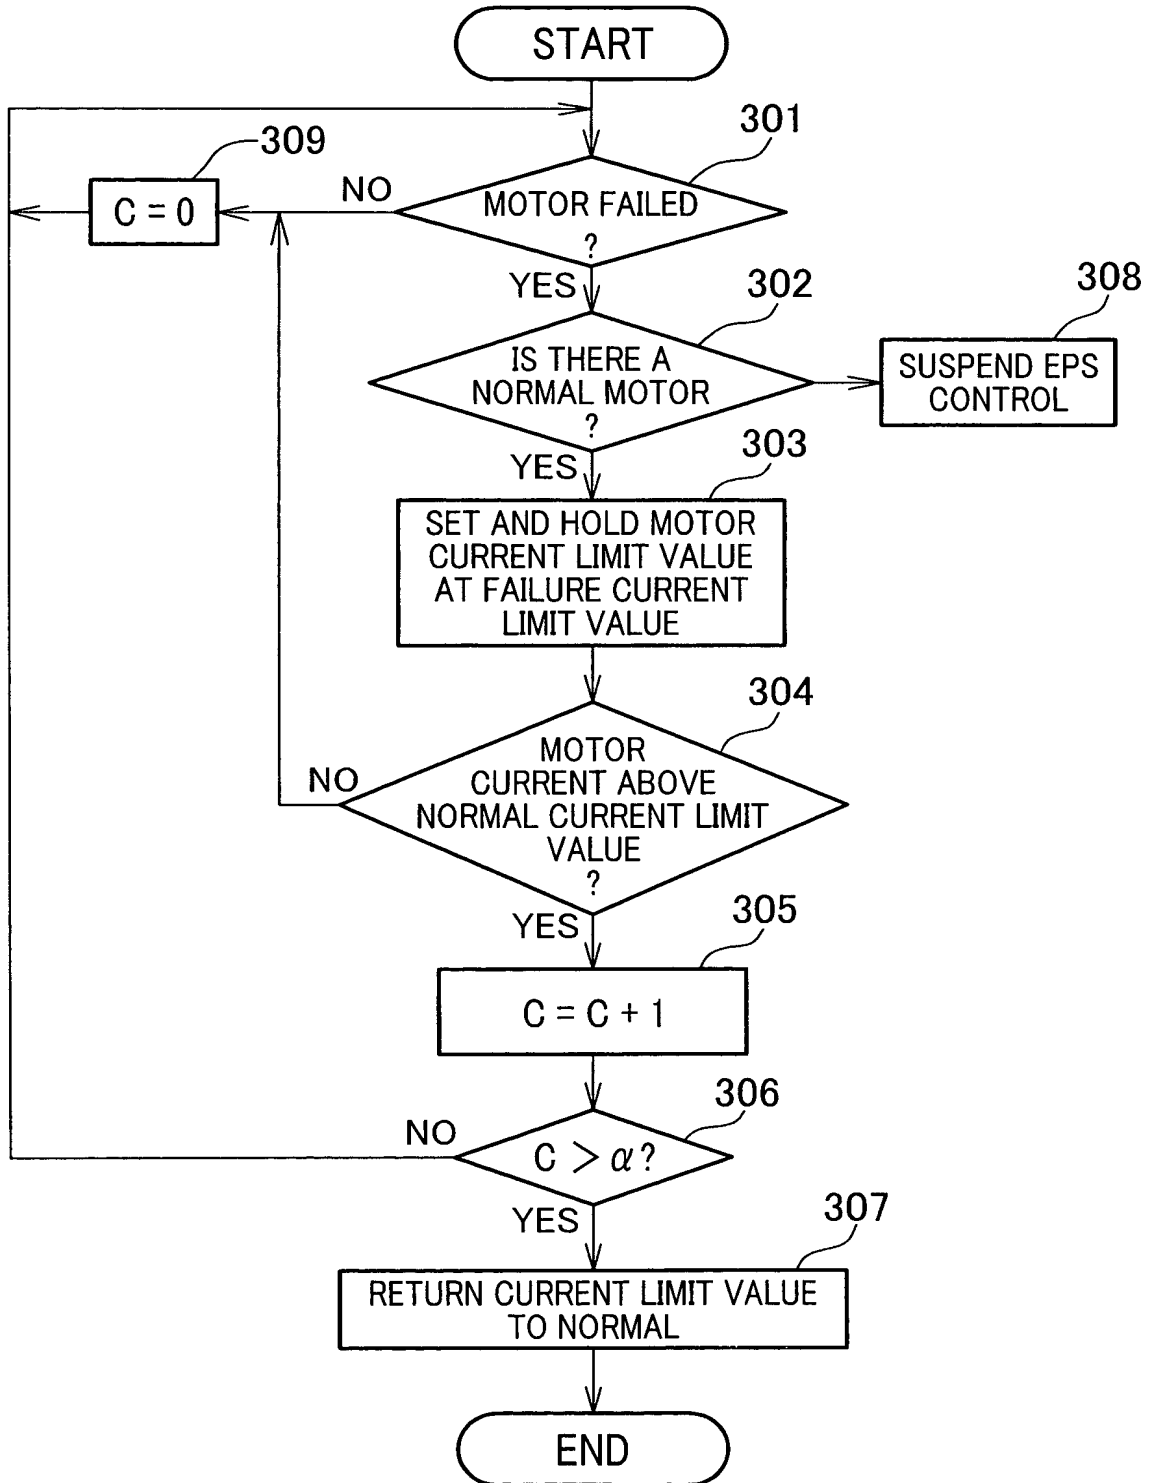 START
301
309
NO
MOTOR FAILED
?
C = 0
YES
302
308
IS THERE A
NORMAL MOTOR
?
SUSPEND EPS
CONTROL
YES
303
SET AND HOLD MOTOR
CURRENT LIMIT VALUE
AT FAILURE CURRENT
LIMIT VALUE
304
NO
MOTOR
CURRENT ABOVE
NORMAL CURRENT LIMIT
VALUE
?
YES
305
C = C + 1
306
NO
C > α?
YES
307
RETURN CURRENT LIMIT VALUE
TO NORMAL
END